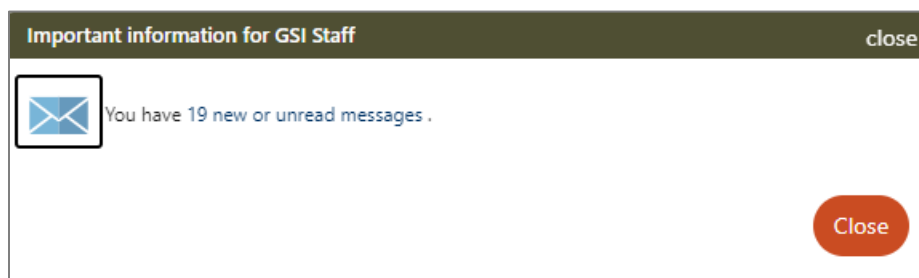 Important information for GSI Staff
close
You have 19 new or unread messages .
Close